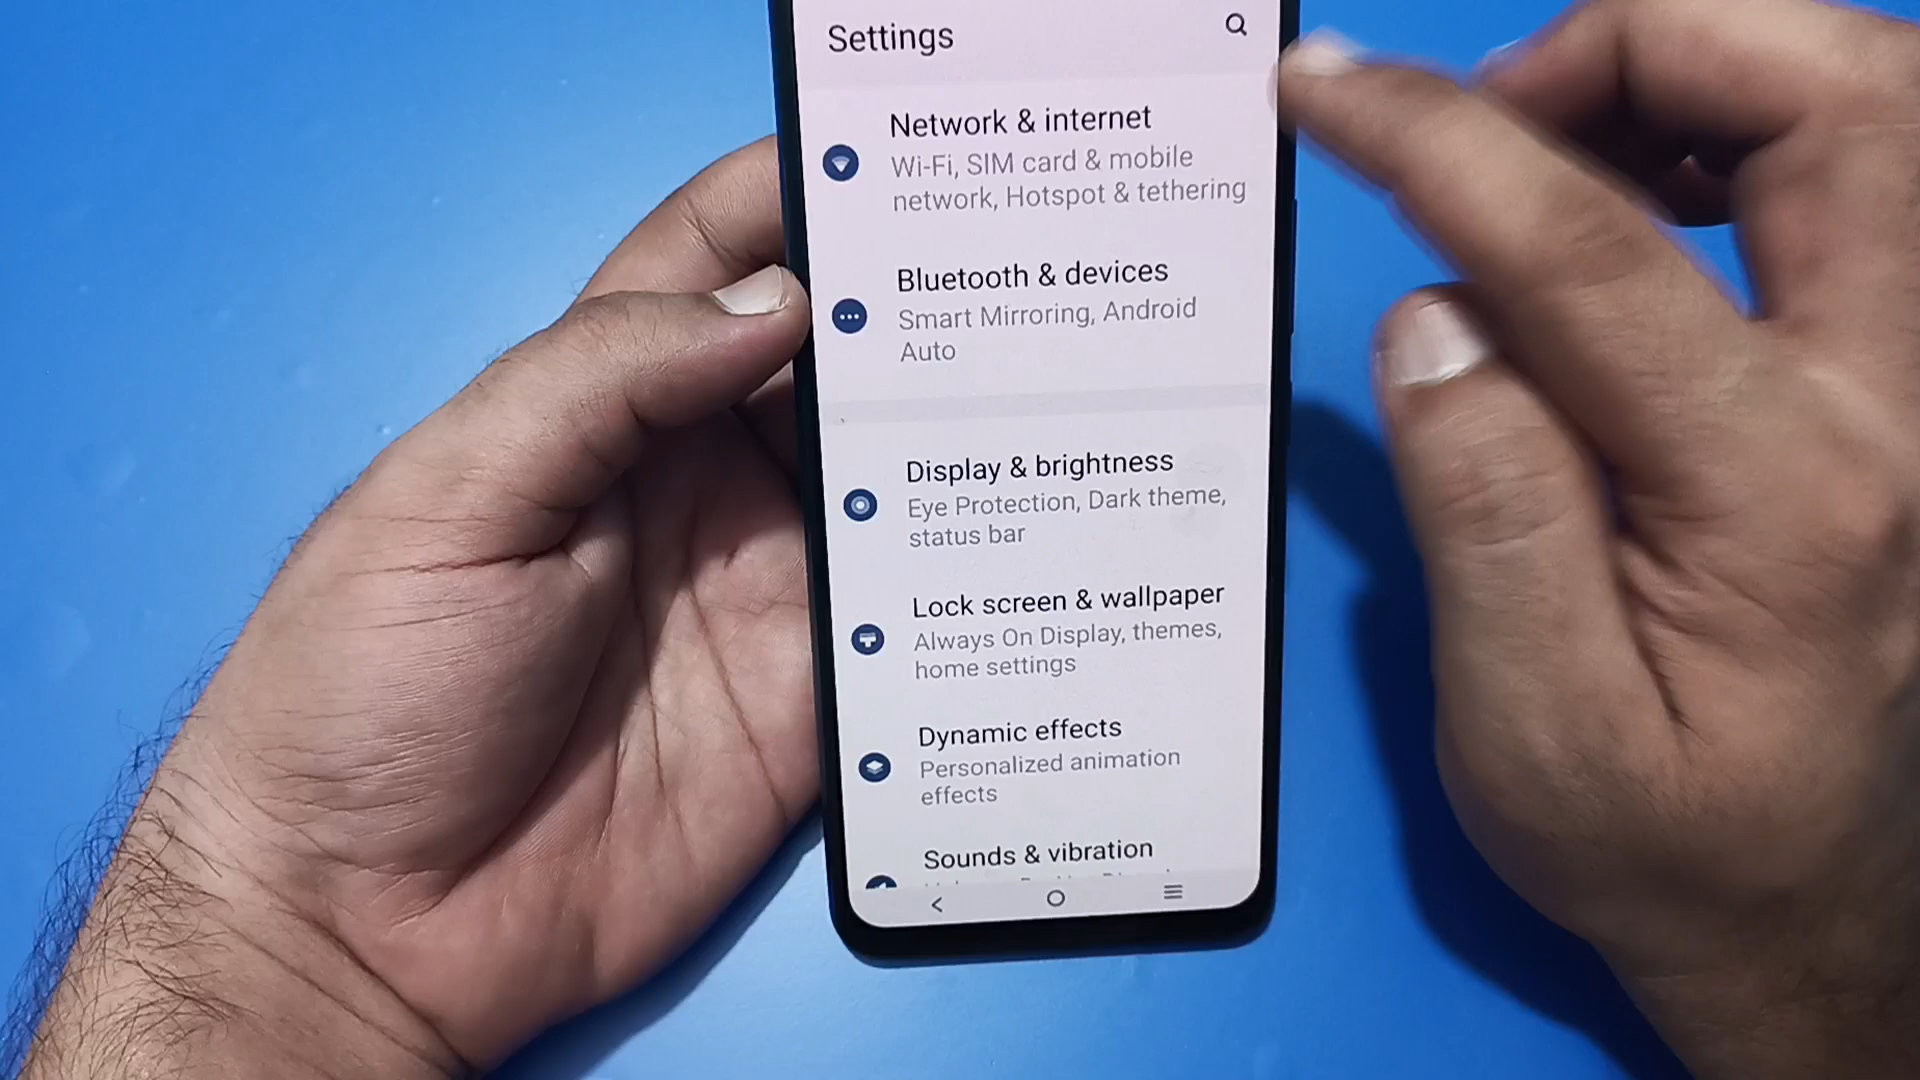 Settings
Network & internet
Wi-Fi, SIM card & mobile
network, Hotspot & tethering
Bluetooth & devices
Smart Mirroring, Android
Auto
Display & brightness
Eye Protection, Dark theme,
status bar
Lock screen & wallpaper
Always On Display, themes,
home settings
Dynamic effects
Personalized animation
effects
Sounds & vibration